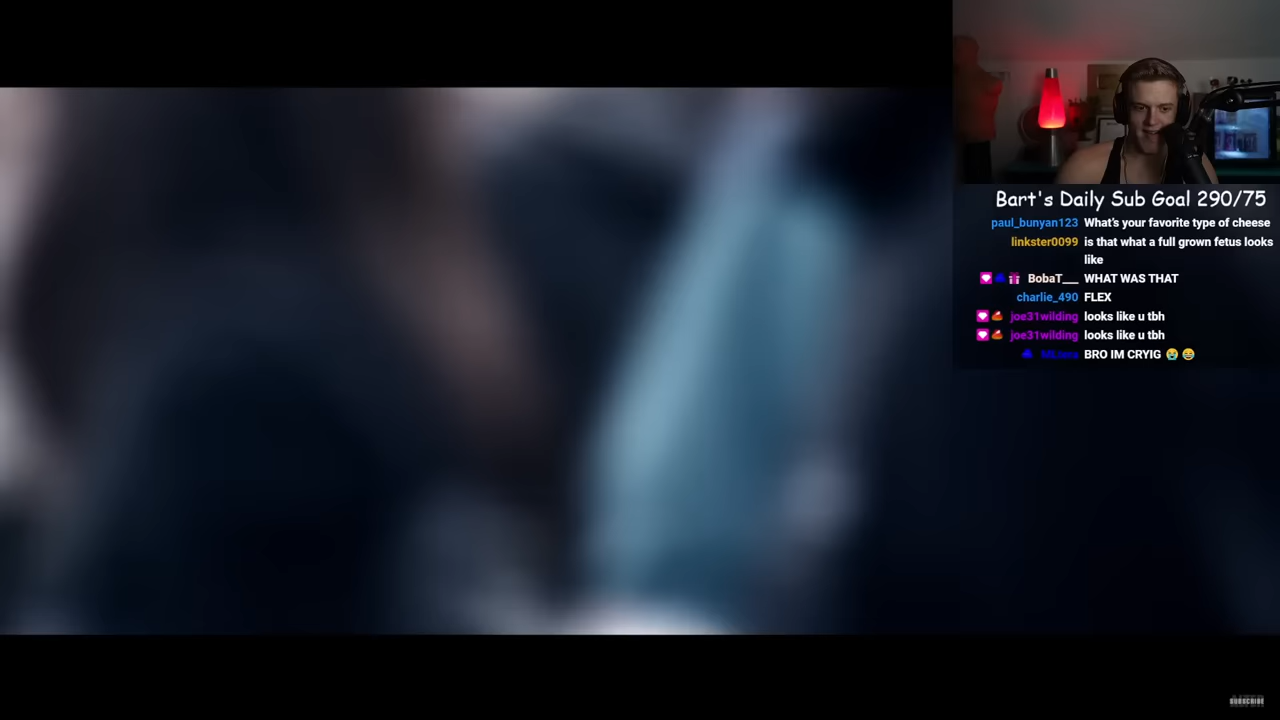 Bart's Daily Sub Goal 290/75
paul_bunyan123 What's your favorite type of cheese
linkster0099 is that what a full grown fetus looks
like
BobaT___ WHAT WAS THAT
charlie_490 FLEX
joe31wilding looks like u tbh
joe31wilding looks like u tbh
BRO IM CRYIG 😭 😂
SUBSCRIBE